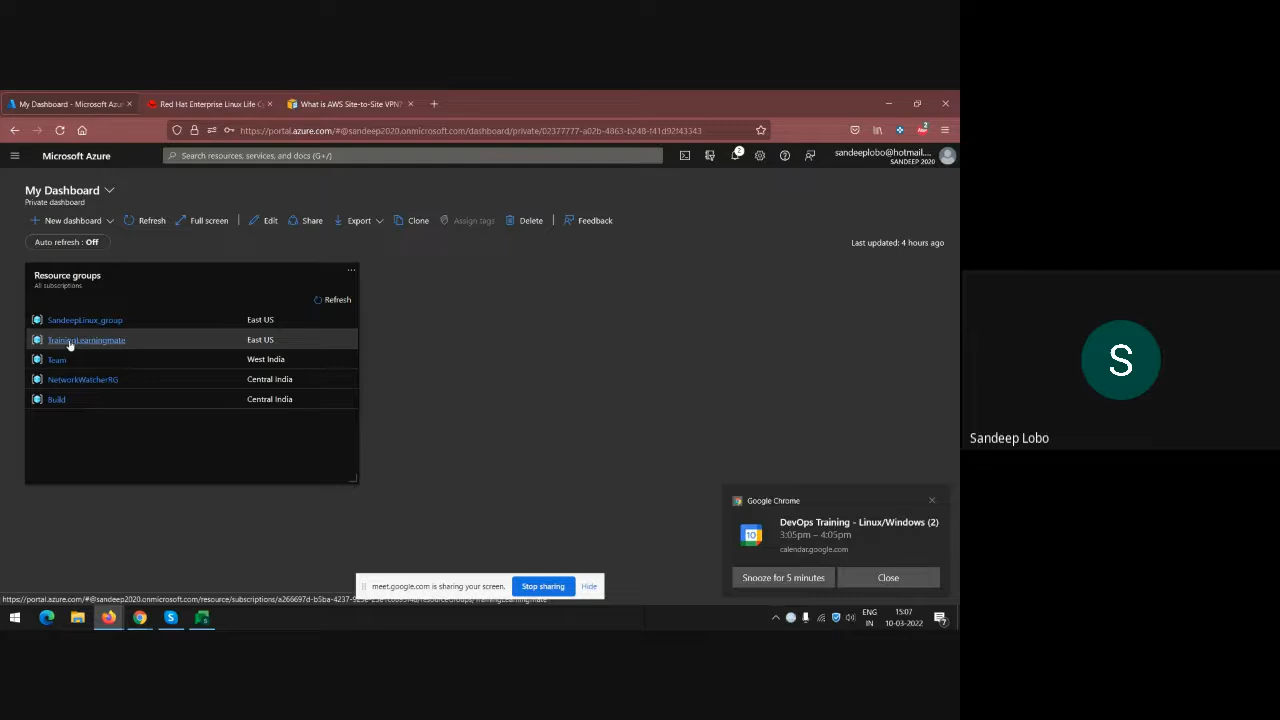 My Dashboard - Microsoft Azu
Red Hat Enterprise Linux Life C
What is AWS Site-to-Site VPN?
https://portal.azure.com/#@sandeep2020.onmicrosoft.com/dashboard/private/02377777-a02b-4863-b248-f41d92f43343
Microsoft Azure
Search resources, services, and docs (G+/)
2
sandeeplobo@hotmail....
SANDEEP 2020
My Dashboard
Private dashboard
New dashboard
Refresh
Full screen
Edit
Share
Export
Clone
Assign tags
Delete
Feedback
Auto refresh : Off
Last updated: 4 hours ago
Resource groups
All subscriptions
Refresh
SandeepLinux_group East US
TrainingLearningmate East US
Team West India
NetworkWatcherRG Central India
Build Central India
Google Chrome
10
DevOps Training - Linux/Windows (2)
3:05pm – 4:05pm
calendar.google.com
Snooze for 5 minutes
Close
meet.google.com is sharing your screen.
Stop sharing
Hide
ENG
IN
15:07
10-03-2022
S
Sandeep Lobo